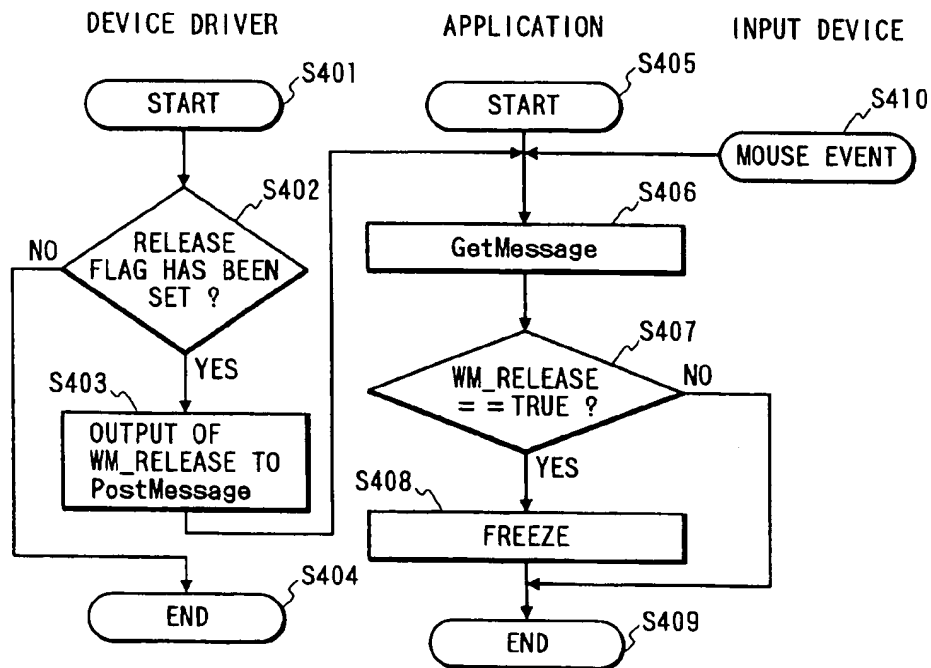 DEVICE DRIVER
APPLICATION
INPUT DEVICE
S401
START
S402
RELEASE
FLAG HAS BEEN
SET ?
NO
YES
S403
OUTPUT OF
WM_RELEASE TO
PostMessage
S404
END
S405
START
S410
MOUSE EVENT
S406
GetMessage
S407
WM_RELEASE
==TRUE ?
NO
YES
S408
FREEZE
END
S409